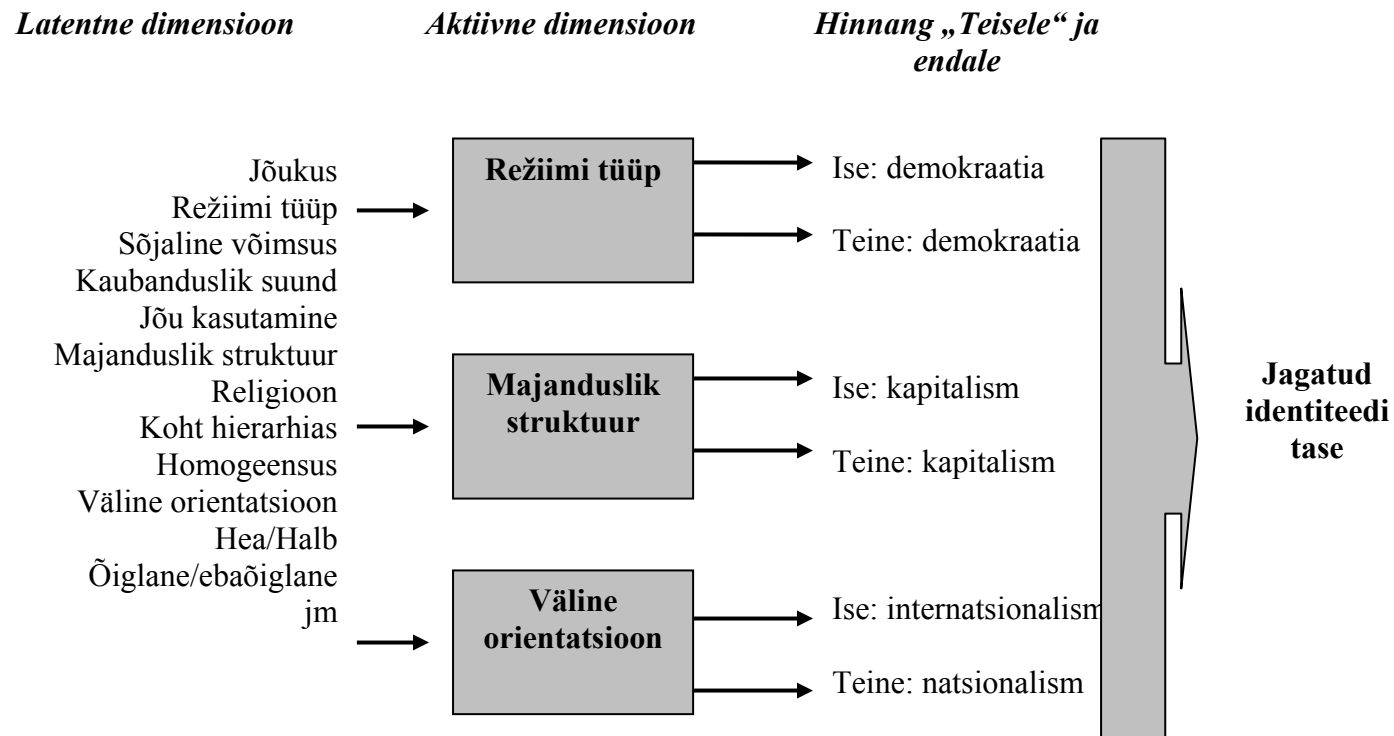 Latentne dimensioon
Aktiivne dimensioon
Hinnang „Teisele“ ja
endale
Jõukus
Režiimi tüüp
Sõjaline võimsus
Kaubanduslik suund
Jõu kasutamine
Majanduslik struktuur
Religioon
Koht hierarhias
Homogeensus
Väline orientatsioon
Hea/Halb
Õiglane/ebaõiglane
jm
Režiimi tüüp
Majanduslik
struktuur
Väline
orientatsioon
Ise: demokraatia
Teine: demokraatia
Ise: kapitalism
Teine: kapitalism
Ise: internatsionalism
Teine: natsionalism
Jagatud
identiteedi
tase